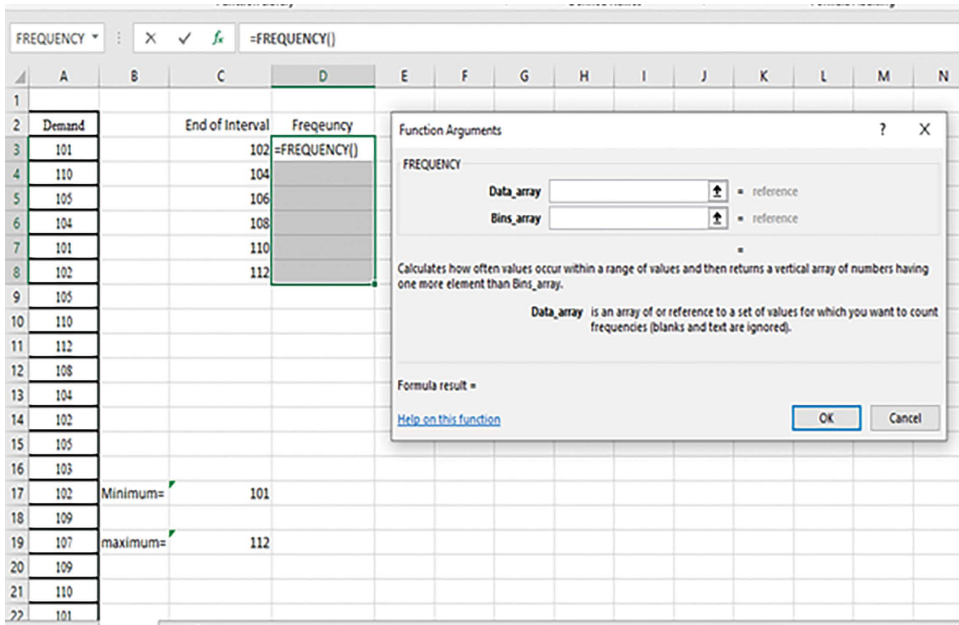 FREQUENCY =FREQUENCY()
A B C D E F G H I J K L M N
1
2 Demand End of Interval Freqeuncy
3 101 102 =FREQUENCY()
4 110 104
5 105 106
6 104 108
7 101 110
8 102 112
9 105
10 110
11 112
12 108
13 104
14 102
15 105
16 103
17 102 Minimum= 101
18 109
19 107 maximum= 112
20 109
21 110
22 101
Function Arguments ? X
FREQUENCY
Data_array = reference
Bins_array = reference
=
Calculates how often values occur within a range of values and then returns a vertical array of numbers having
one more element than Bins_array.
Data_array is an array of or reference to a set of values for which you want to count
frequencies (blanks and text are ignored).
Formula result =
Help on this function OK Cancel